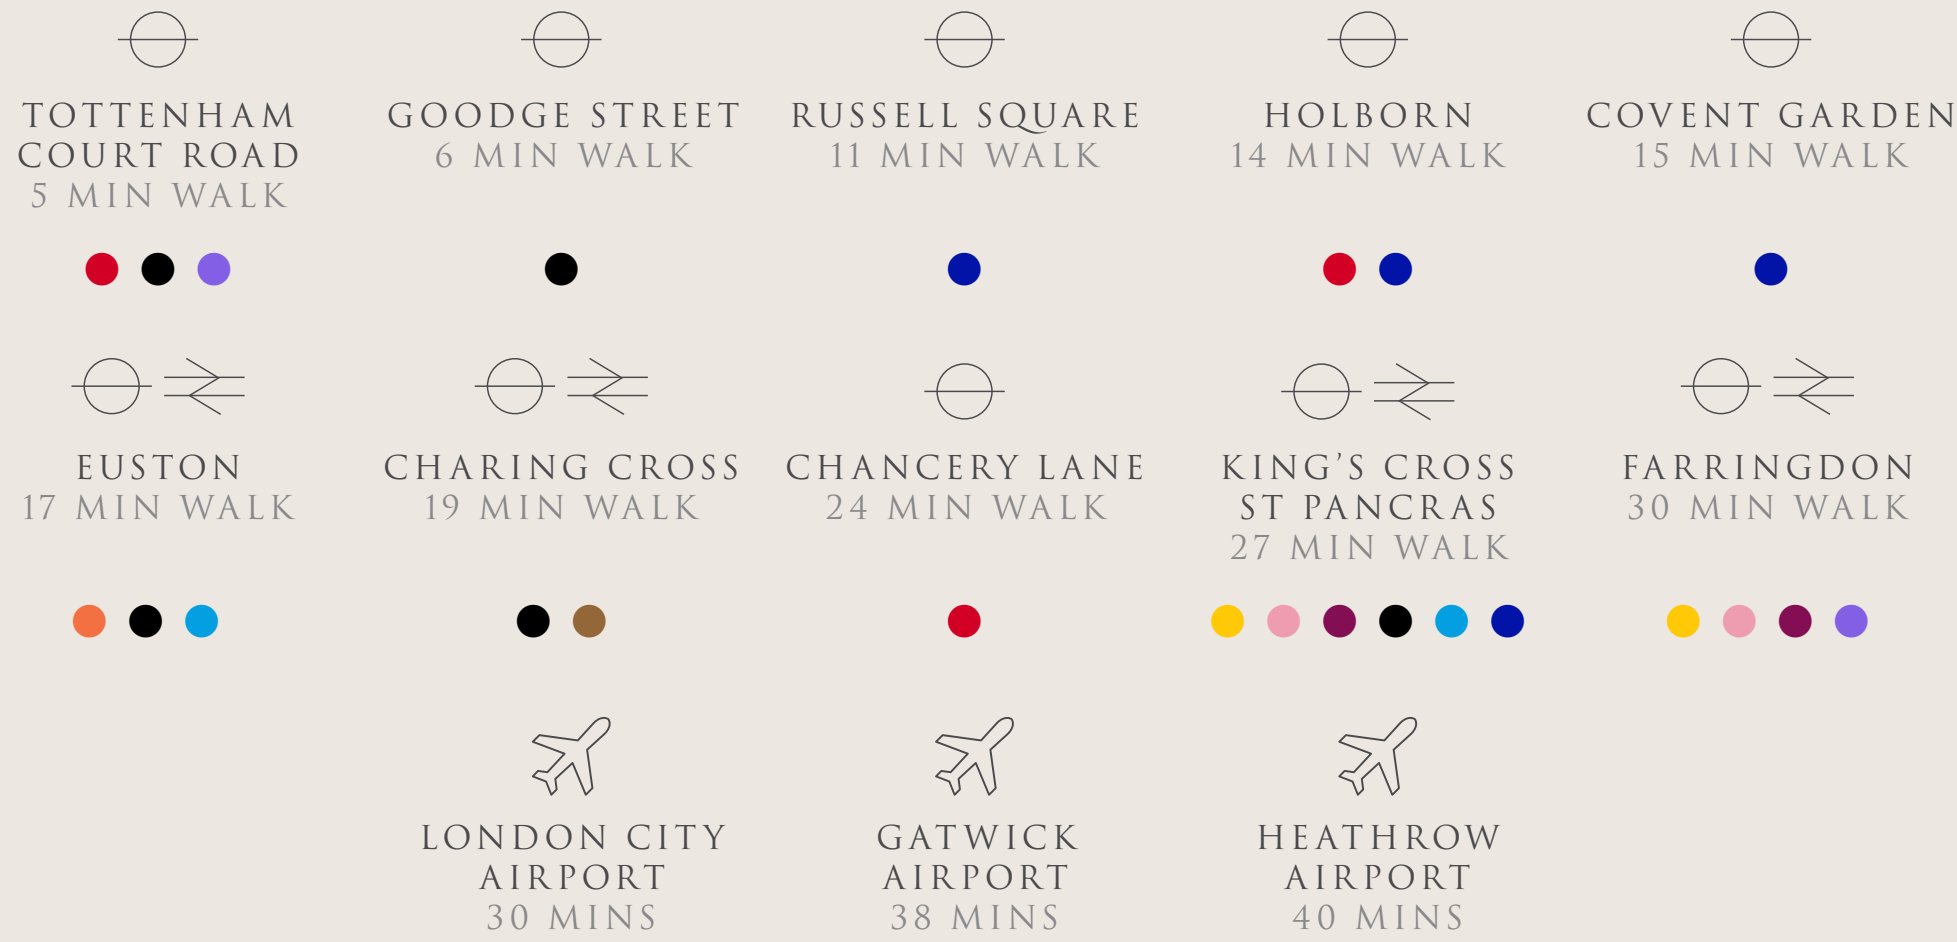 TOTTENHAM
COURT ROAD
5 MIN WALK
GOODGE STREET
6 MIN WALK
RUSSELL SQUARE
11 MIN WALK
HOLBORN
14 MIN WALK
COVENT GARDEN
15 MIN WALK
EUSTON
17 MIN WALK
CHARING CROSS
19 MIN WALK
CHANCERY LANE
24 MIN WALK
KING’S CROSS
ST PANCRAS
27 MIN WALK
FARRINGDON
30 MIN WALK
LONDON CITY
AIRPORT
30 MINS
GATWICK
AIRPORT
38 MINS
HEATHROW
AIRPORT
40 MINS